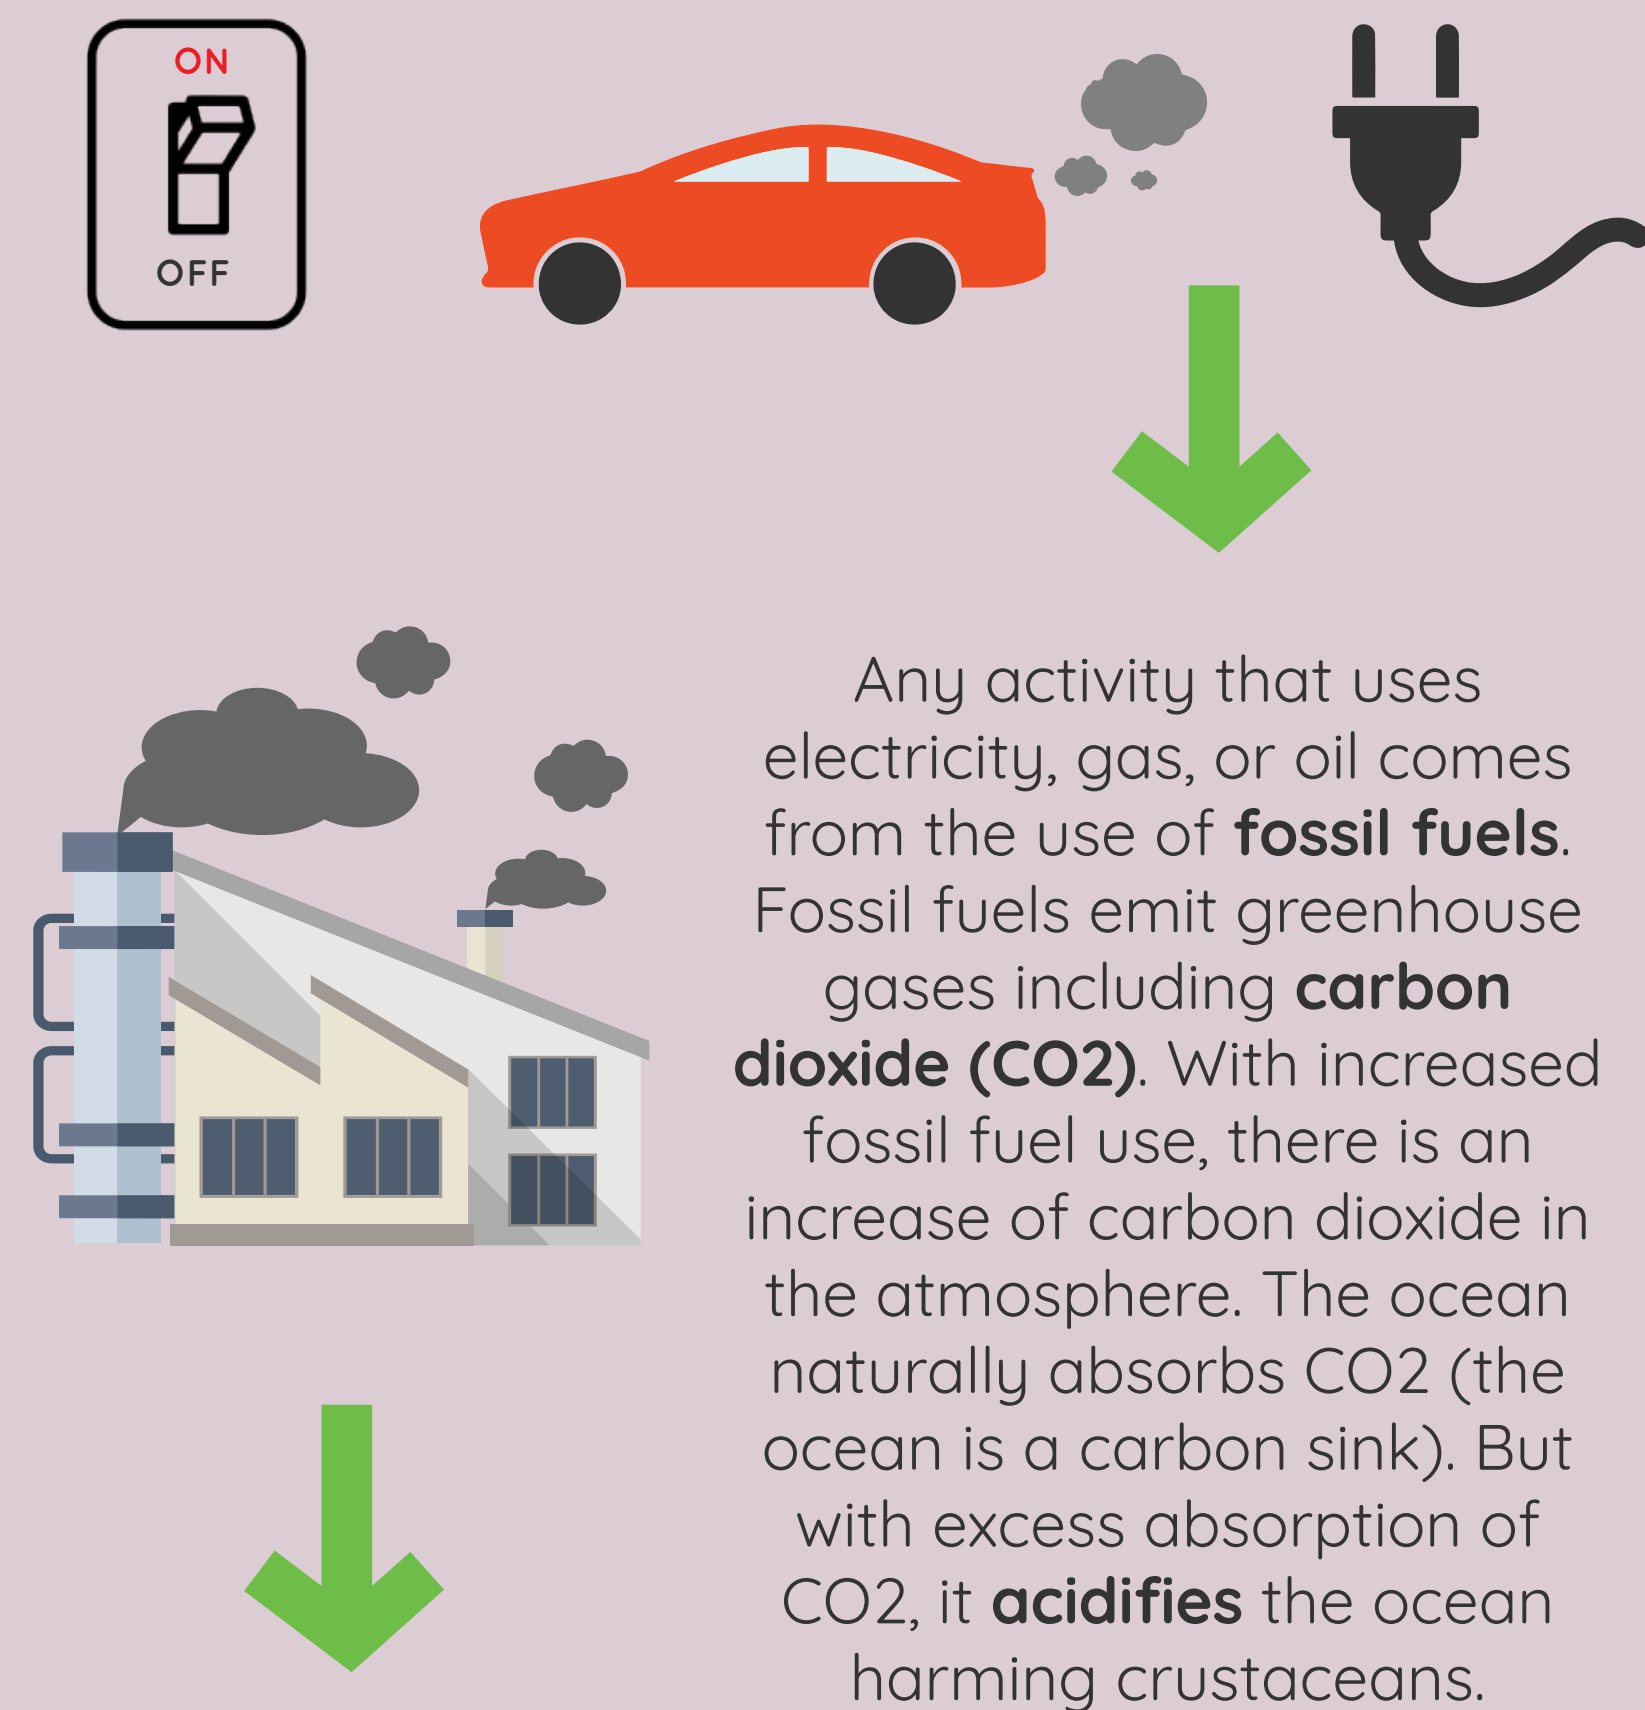 ON
OFF
Any activity that uses
electricity, gas, or oil comes
from the use of fossil fuels.
Fossil fuels emit greenhouse
gases including carbon
dioxide (CO2). With increased
fossil fuel use, there is an
increase of carbon dioxide in
the atmosphere. The ocean
naturally absorbs CO2 (the
ocean is a carbon sink). But
with excess absorption of
CO2, it acidifies the ocean
harming crustaceans.